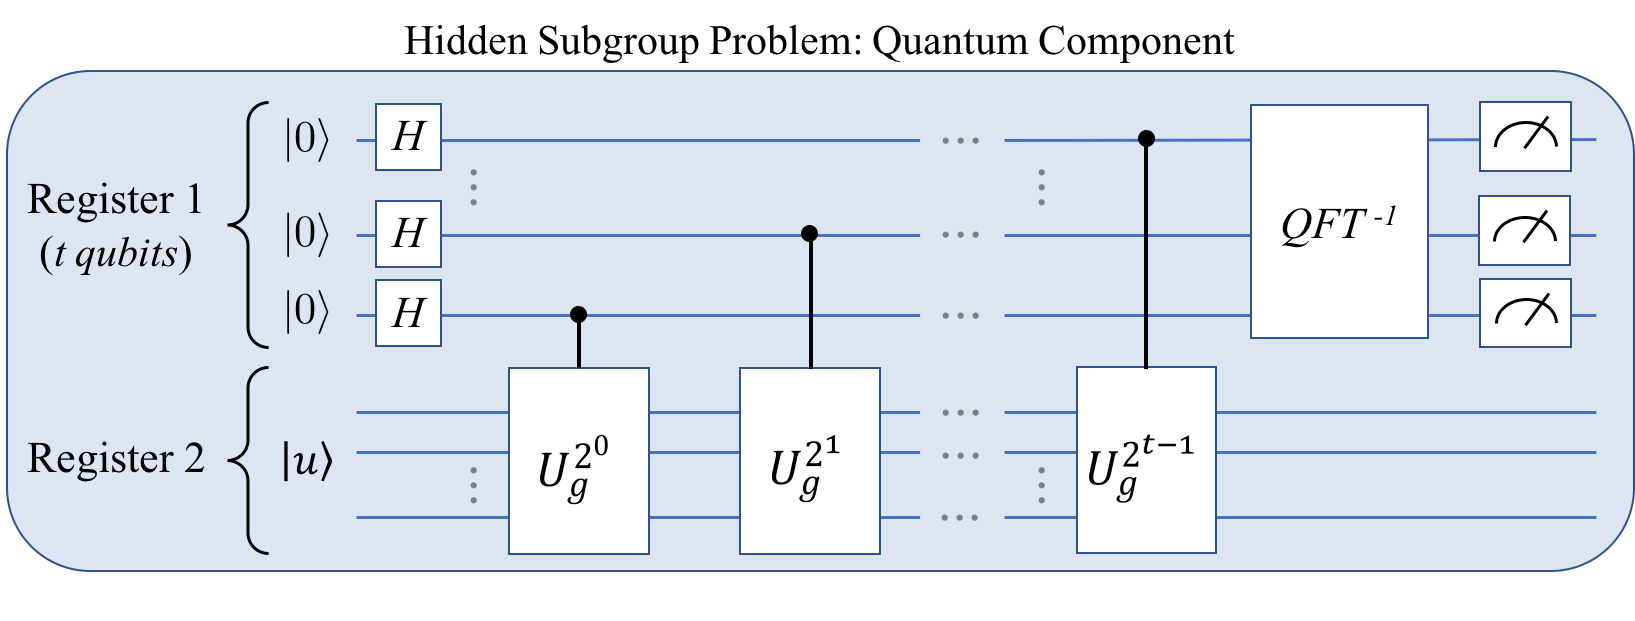 Hidden Subgroup Problem: Quantum Component
Register 1
(t qubits)
|0⟩ H
|0⟩ H
|0⟩ H
QFT⁻¹
Register 2
|u⟩
U_g^{2^0}
U_g^{2^1}
U_g^{2^{t−1}}